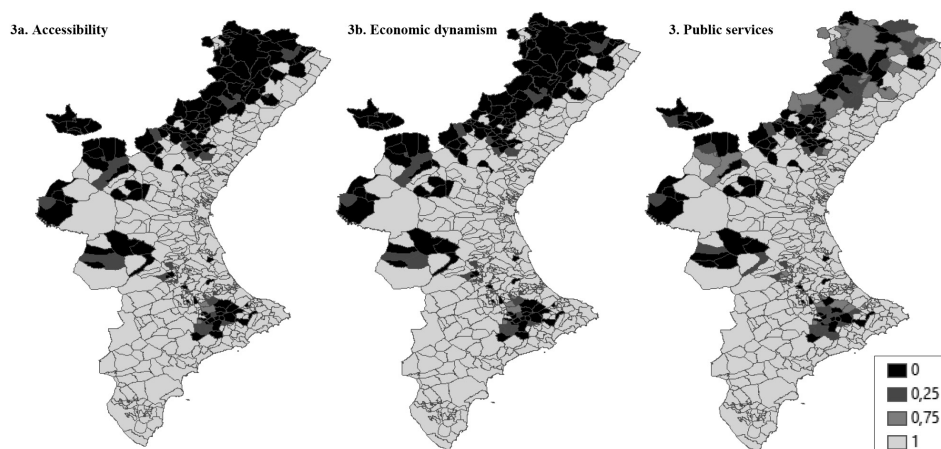 3a. Accessibility
3b. Economic dynamism
3. Public services
0
0,25
0,75
1